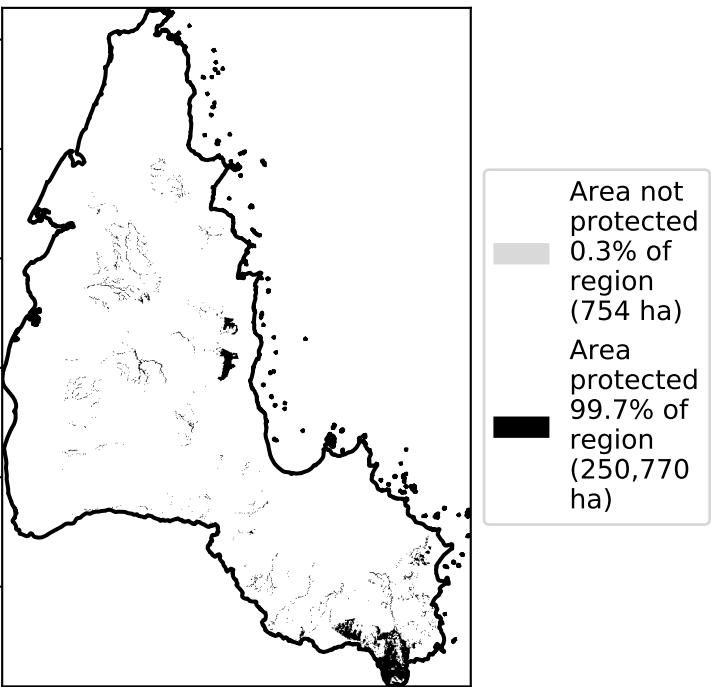 Area not
protected
0.3% of
region
(754 ha)
Area
protected
99.7% of
region
(250,770
ha)